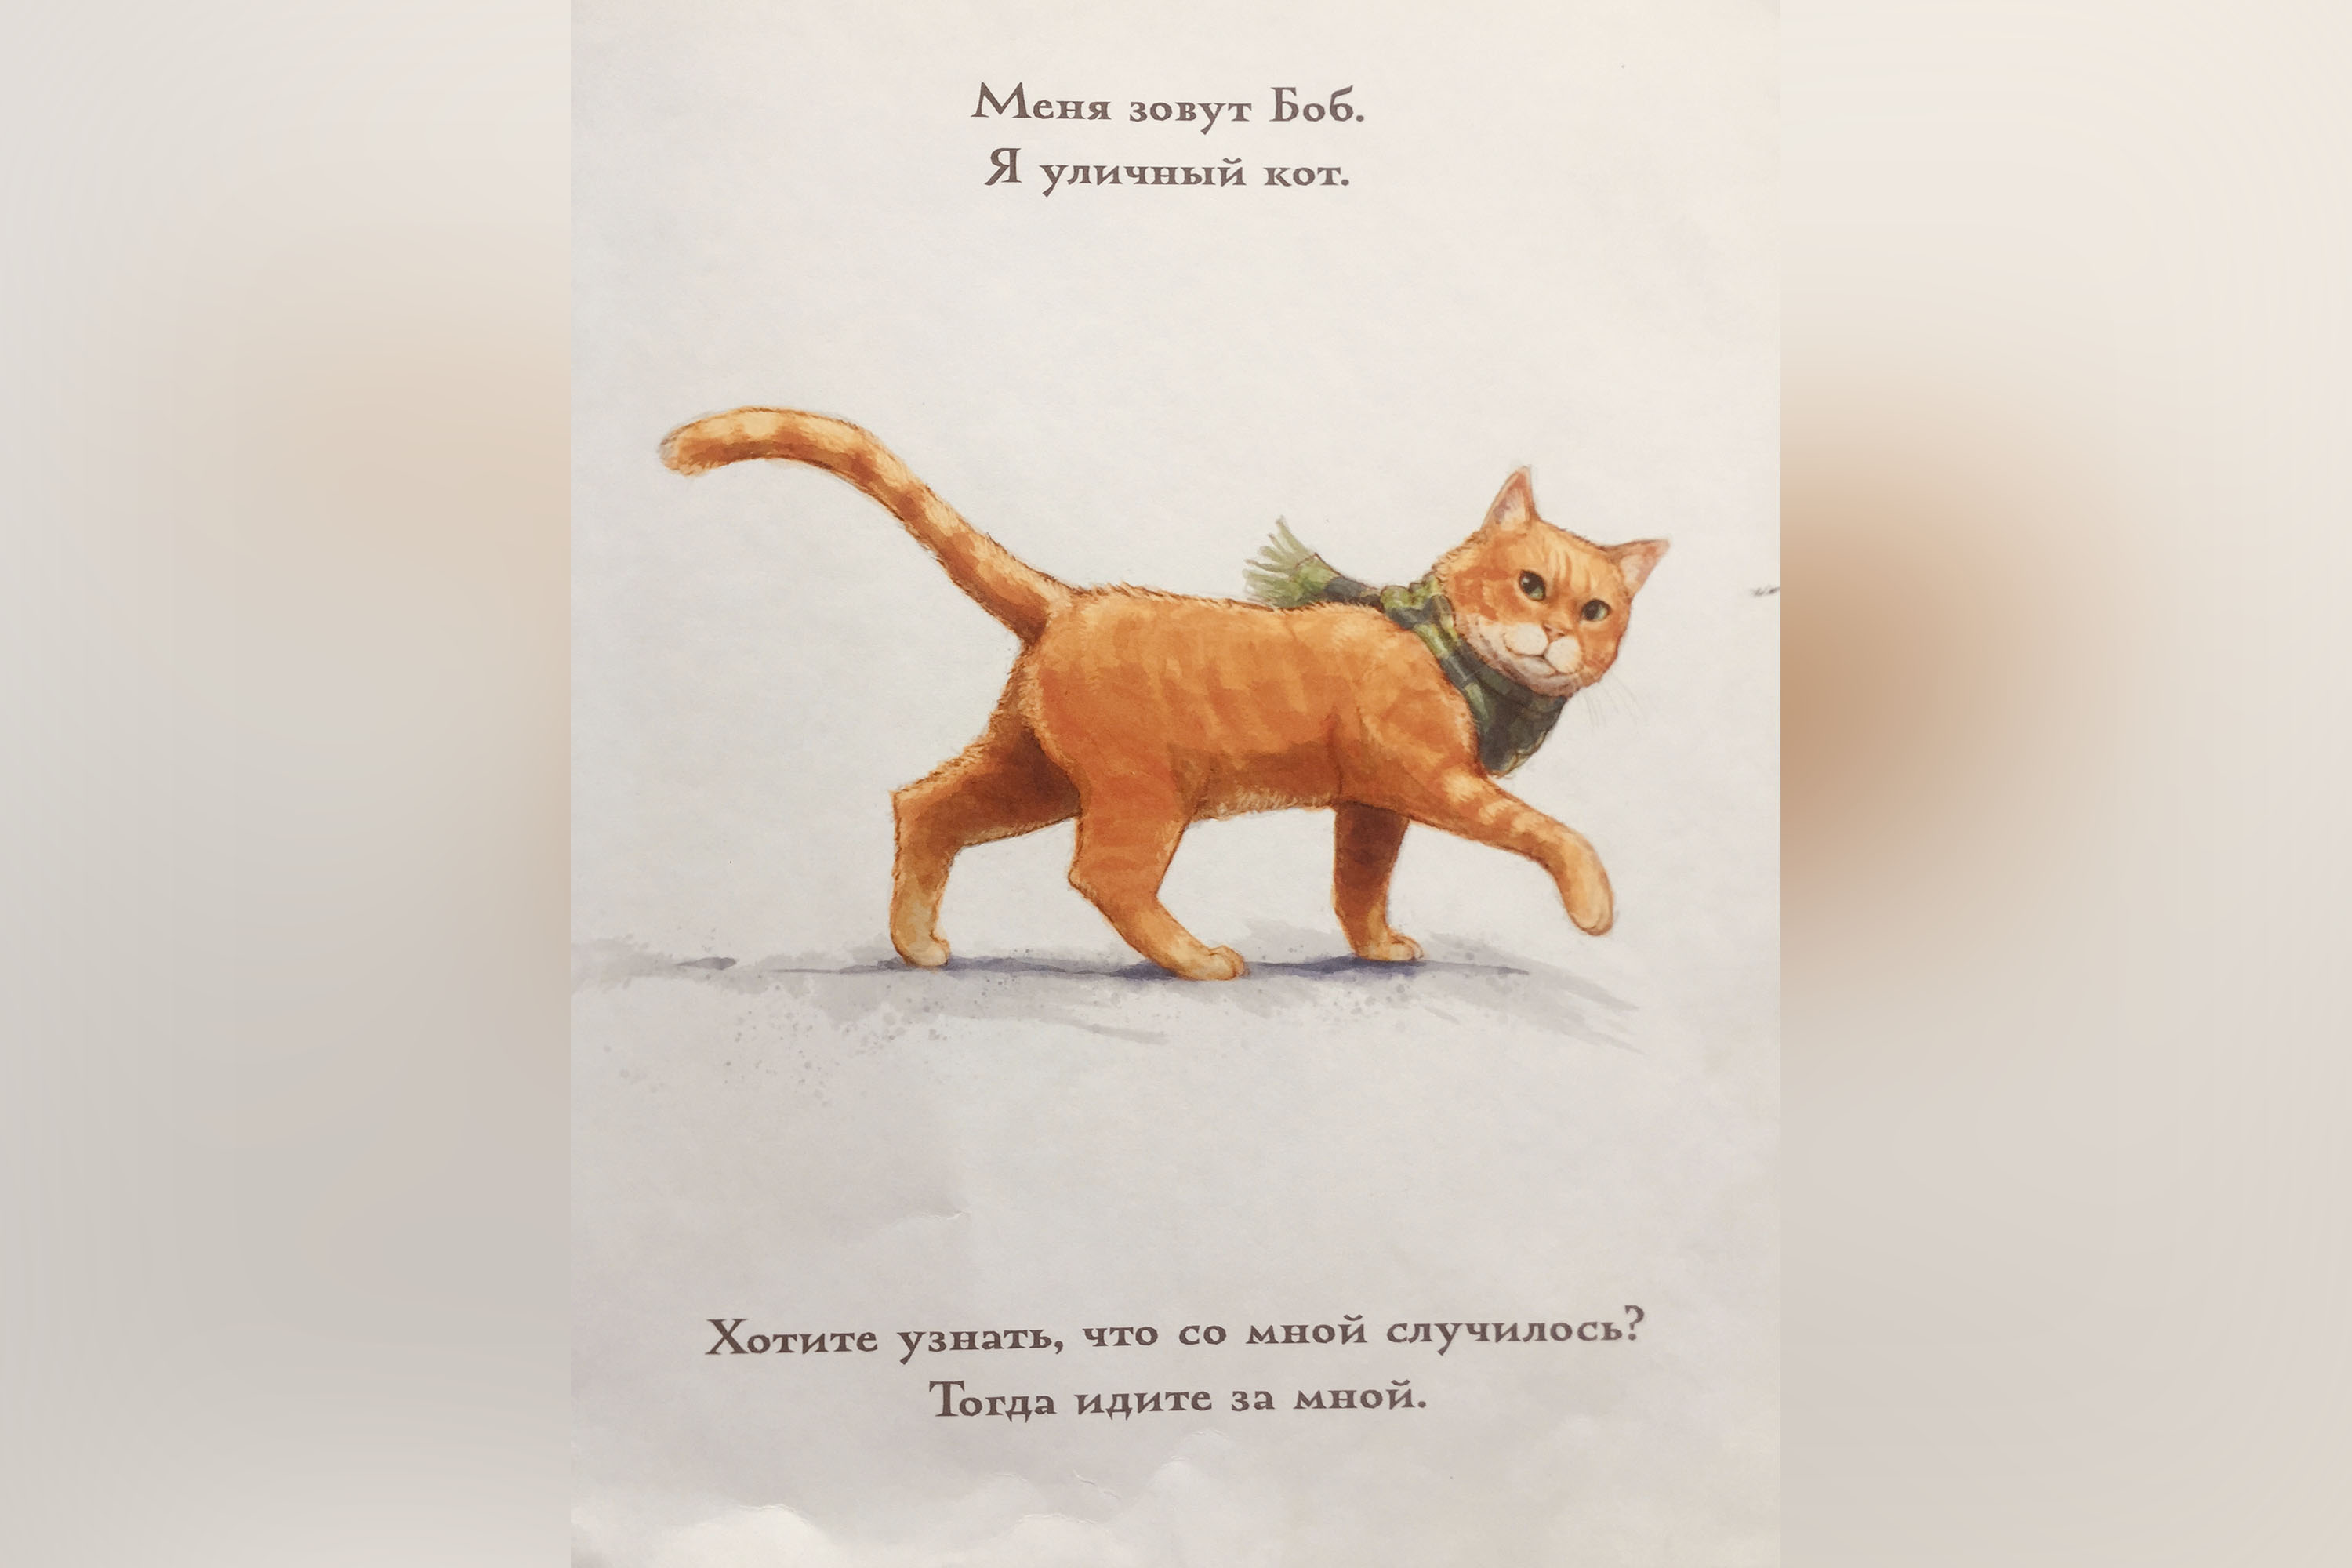 Меня зовут Боб.
Я уличный кот.
Хотите узнать, что со мной случилось?
Тогда идите за мной.